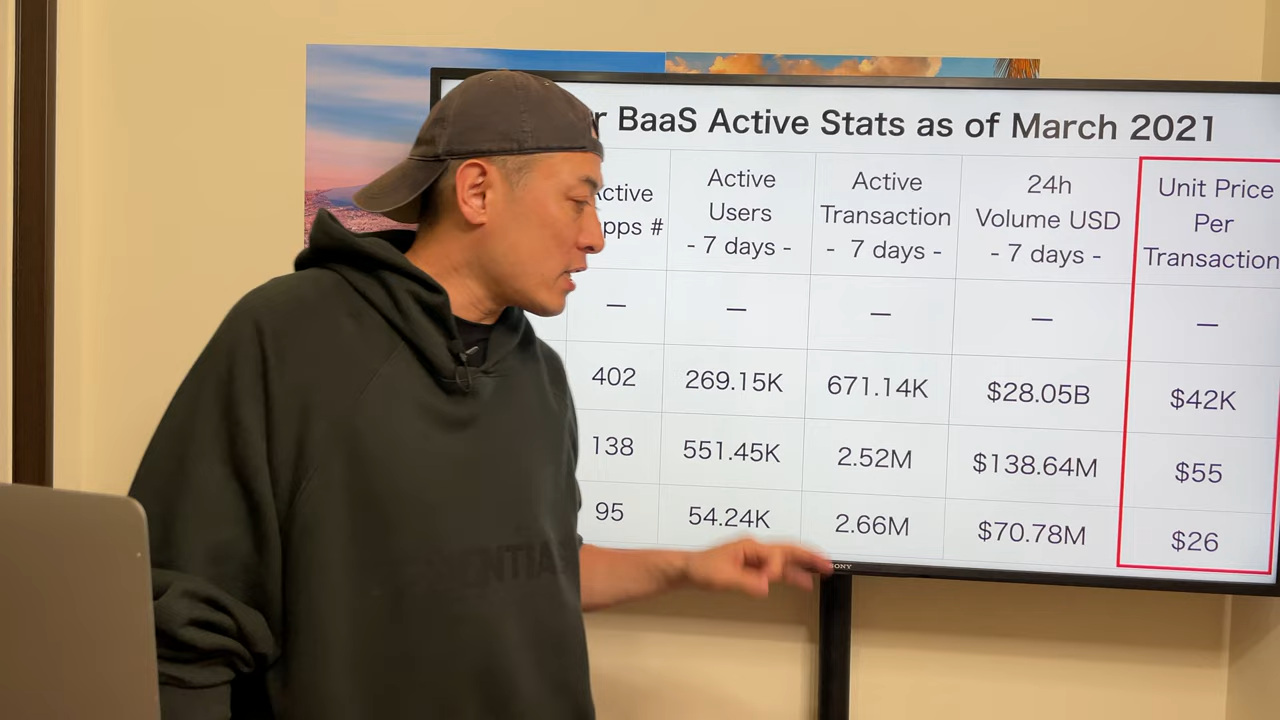 r BaaS Active Stats as of March 2021
Active
pps #
Active
Users
- 7 days -
Active
Transaction
- 7 days -
24h
Volume USD
- 7 days -
Unit Price
Per
Transaction
— — — — —
402 269.15K 671.14K $28.05B $42K
138 551.45K 2.52M $138.64M $55
95 54.24K 2.66M $70.78M $26
SONY